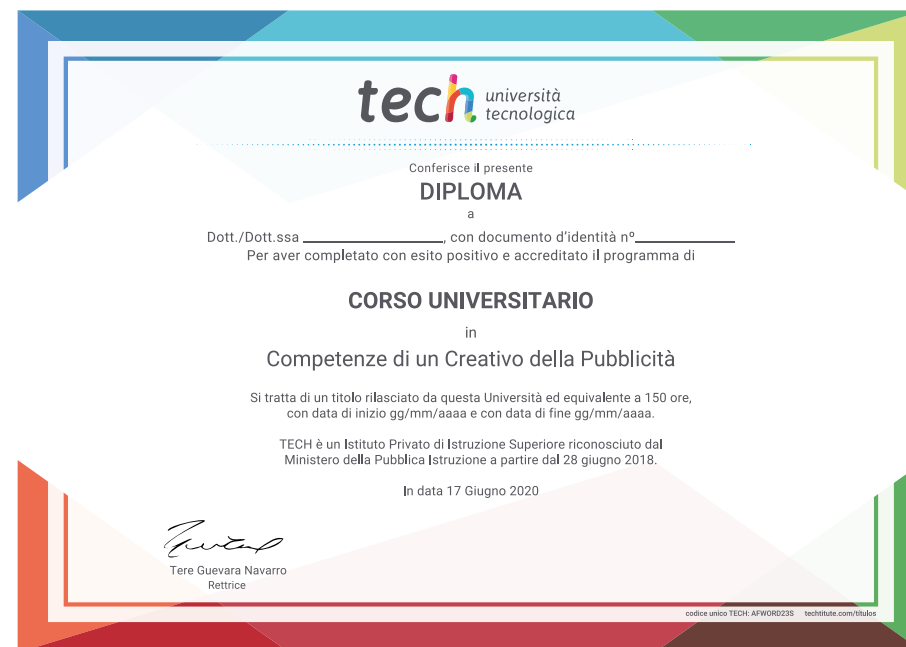 tech università
tecnologica
Conferisce il presente
DIPLOMA
a
Dott./Dott.ssa ____________________, con documento d'identità nº______________
Per aver completato con esito positivo e accreditato il programma di
CORSO UNIVERSITARIO
in
Competenze di un Creativo della Pubblicità
Si tratta di un titolo rilasciato da questa Università ed equivalente a 150 ore,
con data di inizio gg/mm/aaaa e con data di fine gg/mm/aaaa.
TECH è un Istituto Privato di Istruzione Superiore riconosciuto dal
Ministero della Pubblica Istruzione a partire dal 28 giugno 2018.
In data 17 Giugno 2020
Tere Guevara Navarro
Rettrice
codice unico TECH: AFWORD23S techtitute.com/títulos